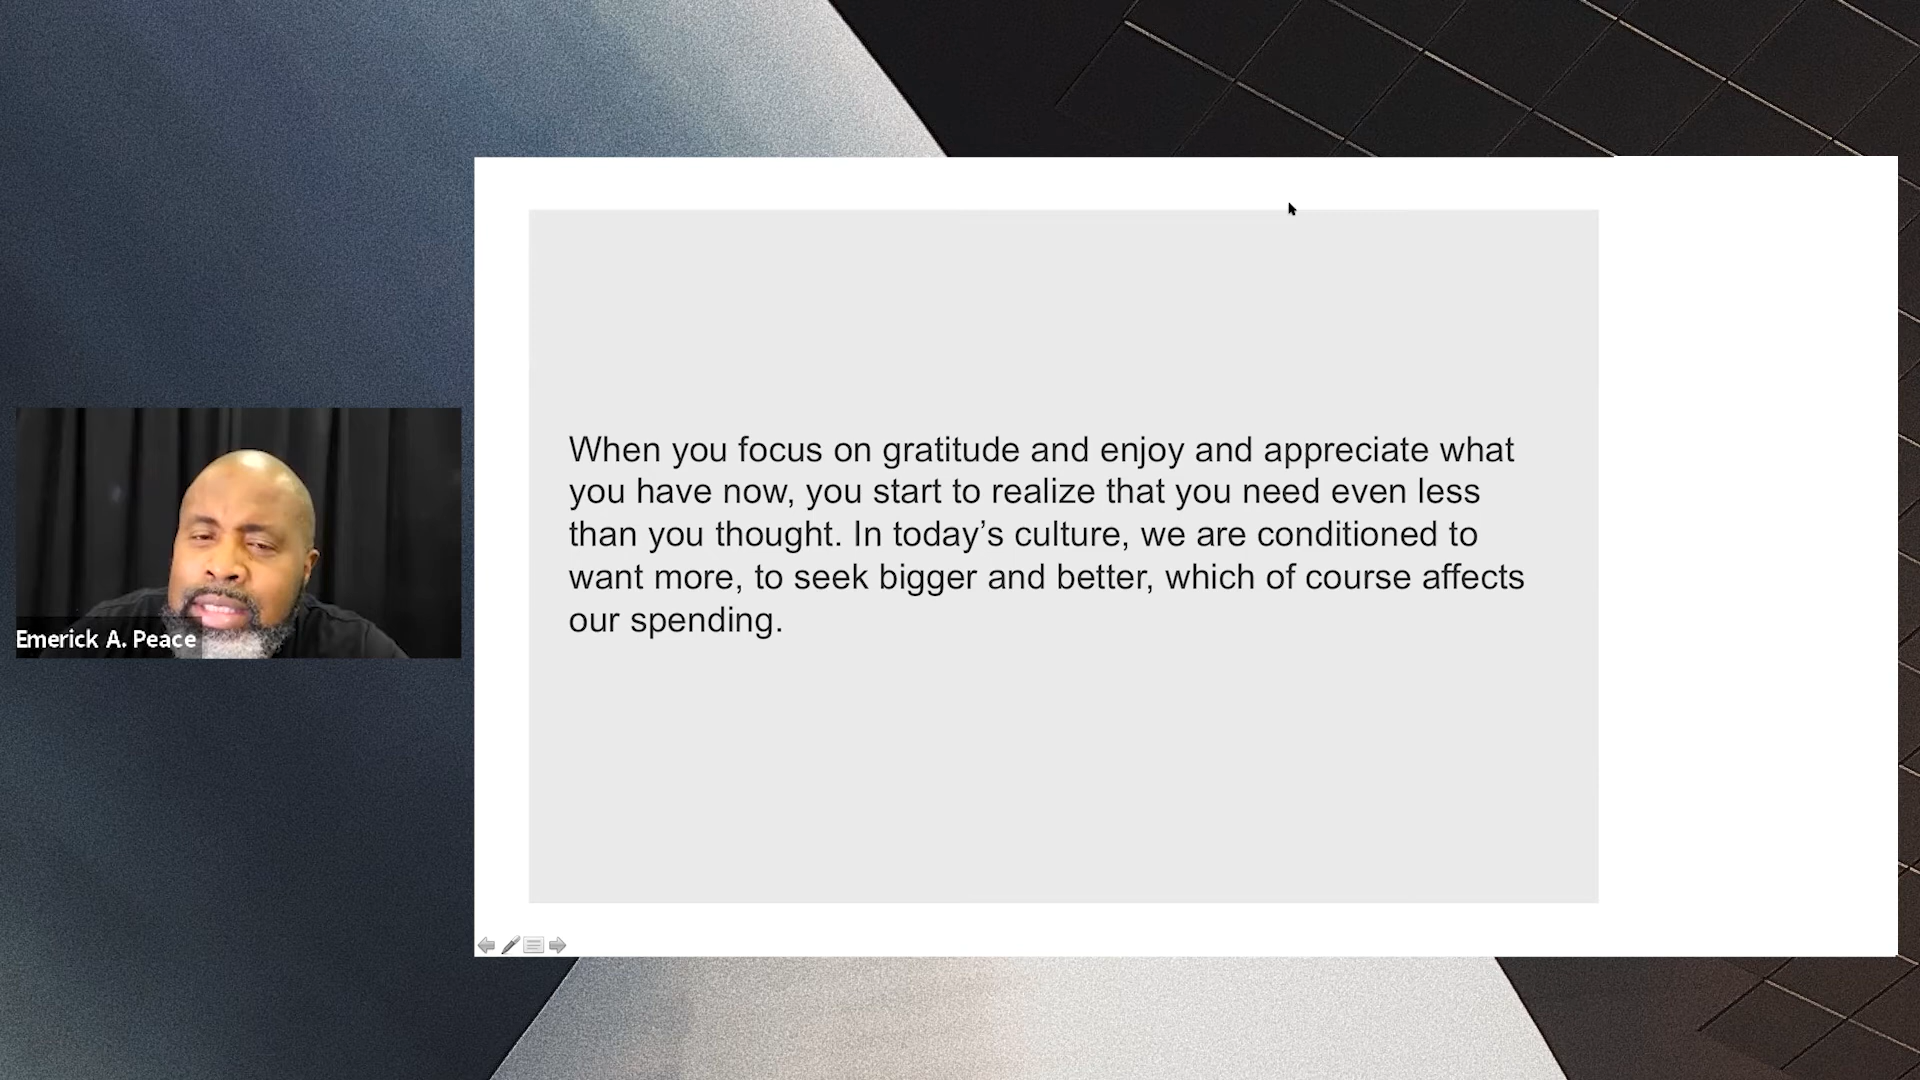 Emerick A. Peace
When you focus on gratitude and enjoy and appreciate what
you have now, you start to realize that you need even less
than you thought. In today’s culture, we are conditioned to
want more, to seek bigger and better, which of course affects
our spending.